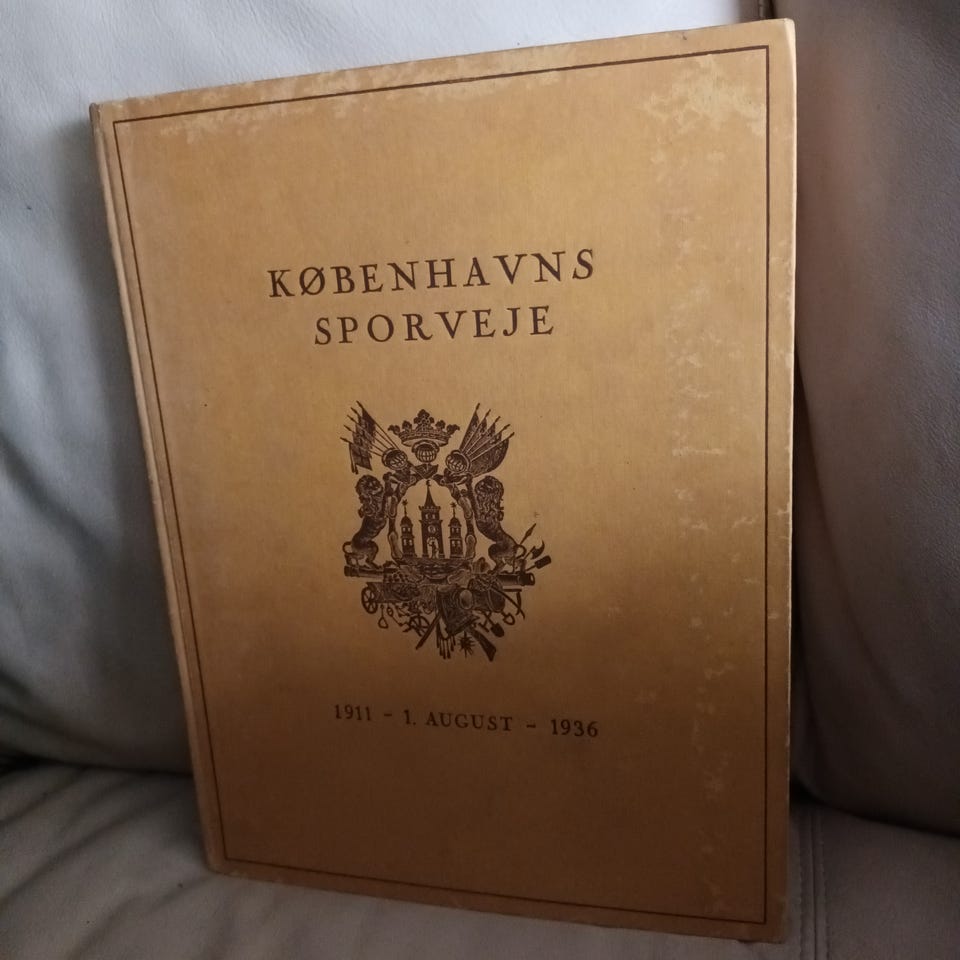 KØBENHAVNS
SPORVEJE
1911 - 1. AUGUST - 1936